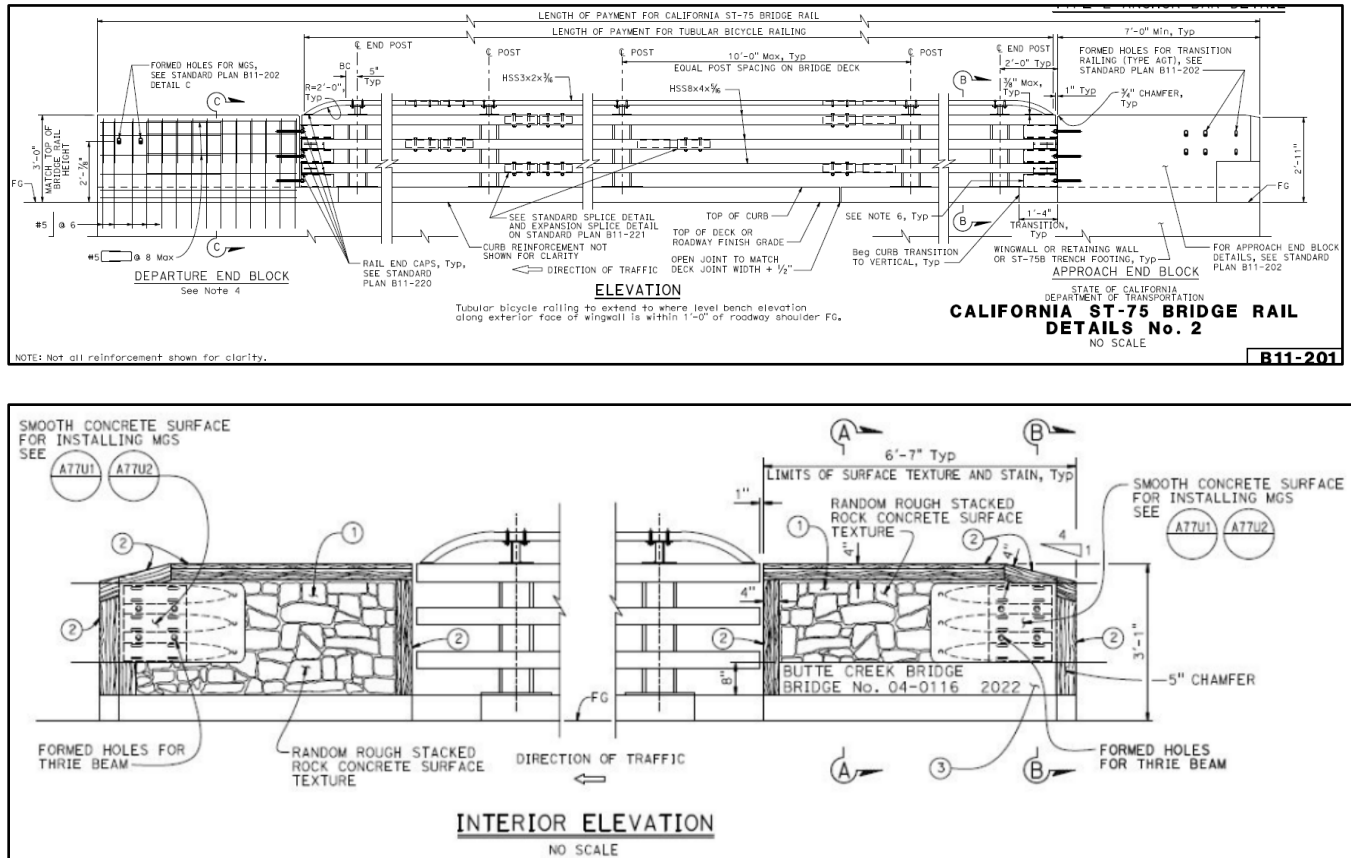 LENGTH OF PAYMENT FOR CALIFORNIA ST-75 BRIDGE RAIL
LENGTH OF PAYMENT FOR TUBULAR BICYCLE RAILING
7'-0" Min, Typ
FORMED HOLES FOR MGS,
SEE STANDARD PLAN B11-202
DETAIL C
BC
℄ END POST
5"
Typ
R=2'-0",
Typ
℄ POST
℄ POST
10'-0" Max, Typ
EQUAL POST SPACING ON BRIDGE DECK
℄ POST
℄ END POST
2'-0" Typ
HSS3x2x3⁄16
HSS8x4x5⁄16
3⁄8" Max,
Typ
1" Typ
3⁄4" CHAMFER,
Typ
FORMED HOLES FOR TRANSITION
RAILING (TYPE AGT), SEE
STANDARD PLAN B11-202
C
B
3'-0"
MATCH TOP OF
BRIDGE RAIL
HEIGHT
2'-7⁄8"
FG
2'-11"
FG
#5 @ 6
#5 @ 8 Max
C
DEPARTURE END BLOCK
See Note 4
RAIL END CAPS, Typ,
SEE STANDARD
PLAN B11-220
CURB REINFORCEMENT NOT
SHOWN FOR CLARITY
SEE STANDARD SPLICE DETAIL
AND EXPANSION SPLICE DETAIL
ON STANDARD PLAN B11-221
DIRECTION OF TRAFFIC
TOP OF CURB
TOP OF DECK OR
ROADWAY FINISH GRADE
OPEN JOINT TO MATCH
DECK JOINT WIDTH + 1⁄2"
SEE NOTE 6, Typ
B
1'-4"
TRANSITION,
Typ
Beg CURB TRANSITION
TO VERTICAL, Typ
WINGWALL OR RETAINING WALL
OR ST-75B TRENCH FOOTING, Typ
APPROACH END BLOCK
FOR APPROACH END BLOCK
DETAILS, SEE STANDARD
PLAN B11-202
ELEVATION
Tubular bicycle railing to extend to where level bench elevation
along exterior face of wingwall is within 1'-0" of roadway shoulder FG.
STATE OF CALIFORNIA
DEPARTMENT OF TRANSPORTATION
CALIFORNIA ST-75 BRIDGE RAIL
DETAILS No. 2
NO SCALE
NOTE: Not all reinforcement shown for clarity.
B11-201
SMOOTH CONCRETE SURFACE
FOR INSTALLING MGS
SEE
A77U1 A77U2
2
1
2
2
FORMED HOLES FOR
THRIE BEAM
RANDOM ROUGH STACKED
ROCK CONCRETE SURFACE
TEXTURE
DIRECTION OF TRAFFIC
FG
A
B
6'-7" Typ
LIMITS OF SURFACE TEXTURE AND STAIN, Typ
1"
RANDOM ROUGH STACKED
ROCK CONCRETE SURFACE
TEXTURE
1
4"
4"
2
4"
4
1
SMOOTH CONCRETE SURFACE
FOR INSTALLING MGS
SEE
A77U1 A77U2
2
2
8"
BUTTE CREEK BRIDGE
BRIDGE No. 04-0116 2022
3'-1"
5" CHAMFER
A
3
B
FORMED HOLES
FOR THRIE BEAM
INTERIOR ELEVATION
NO SCALE